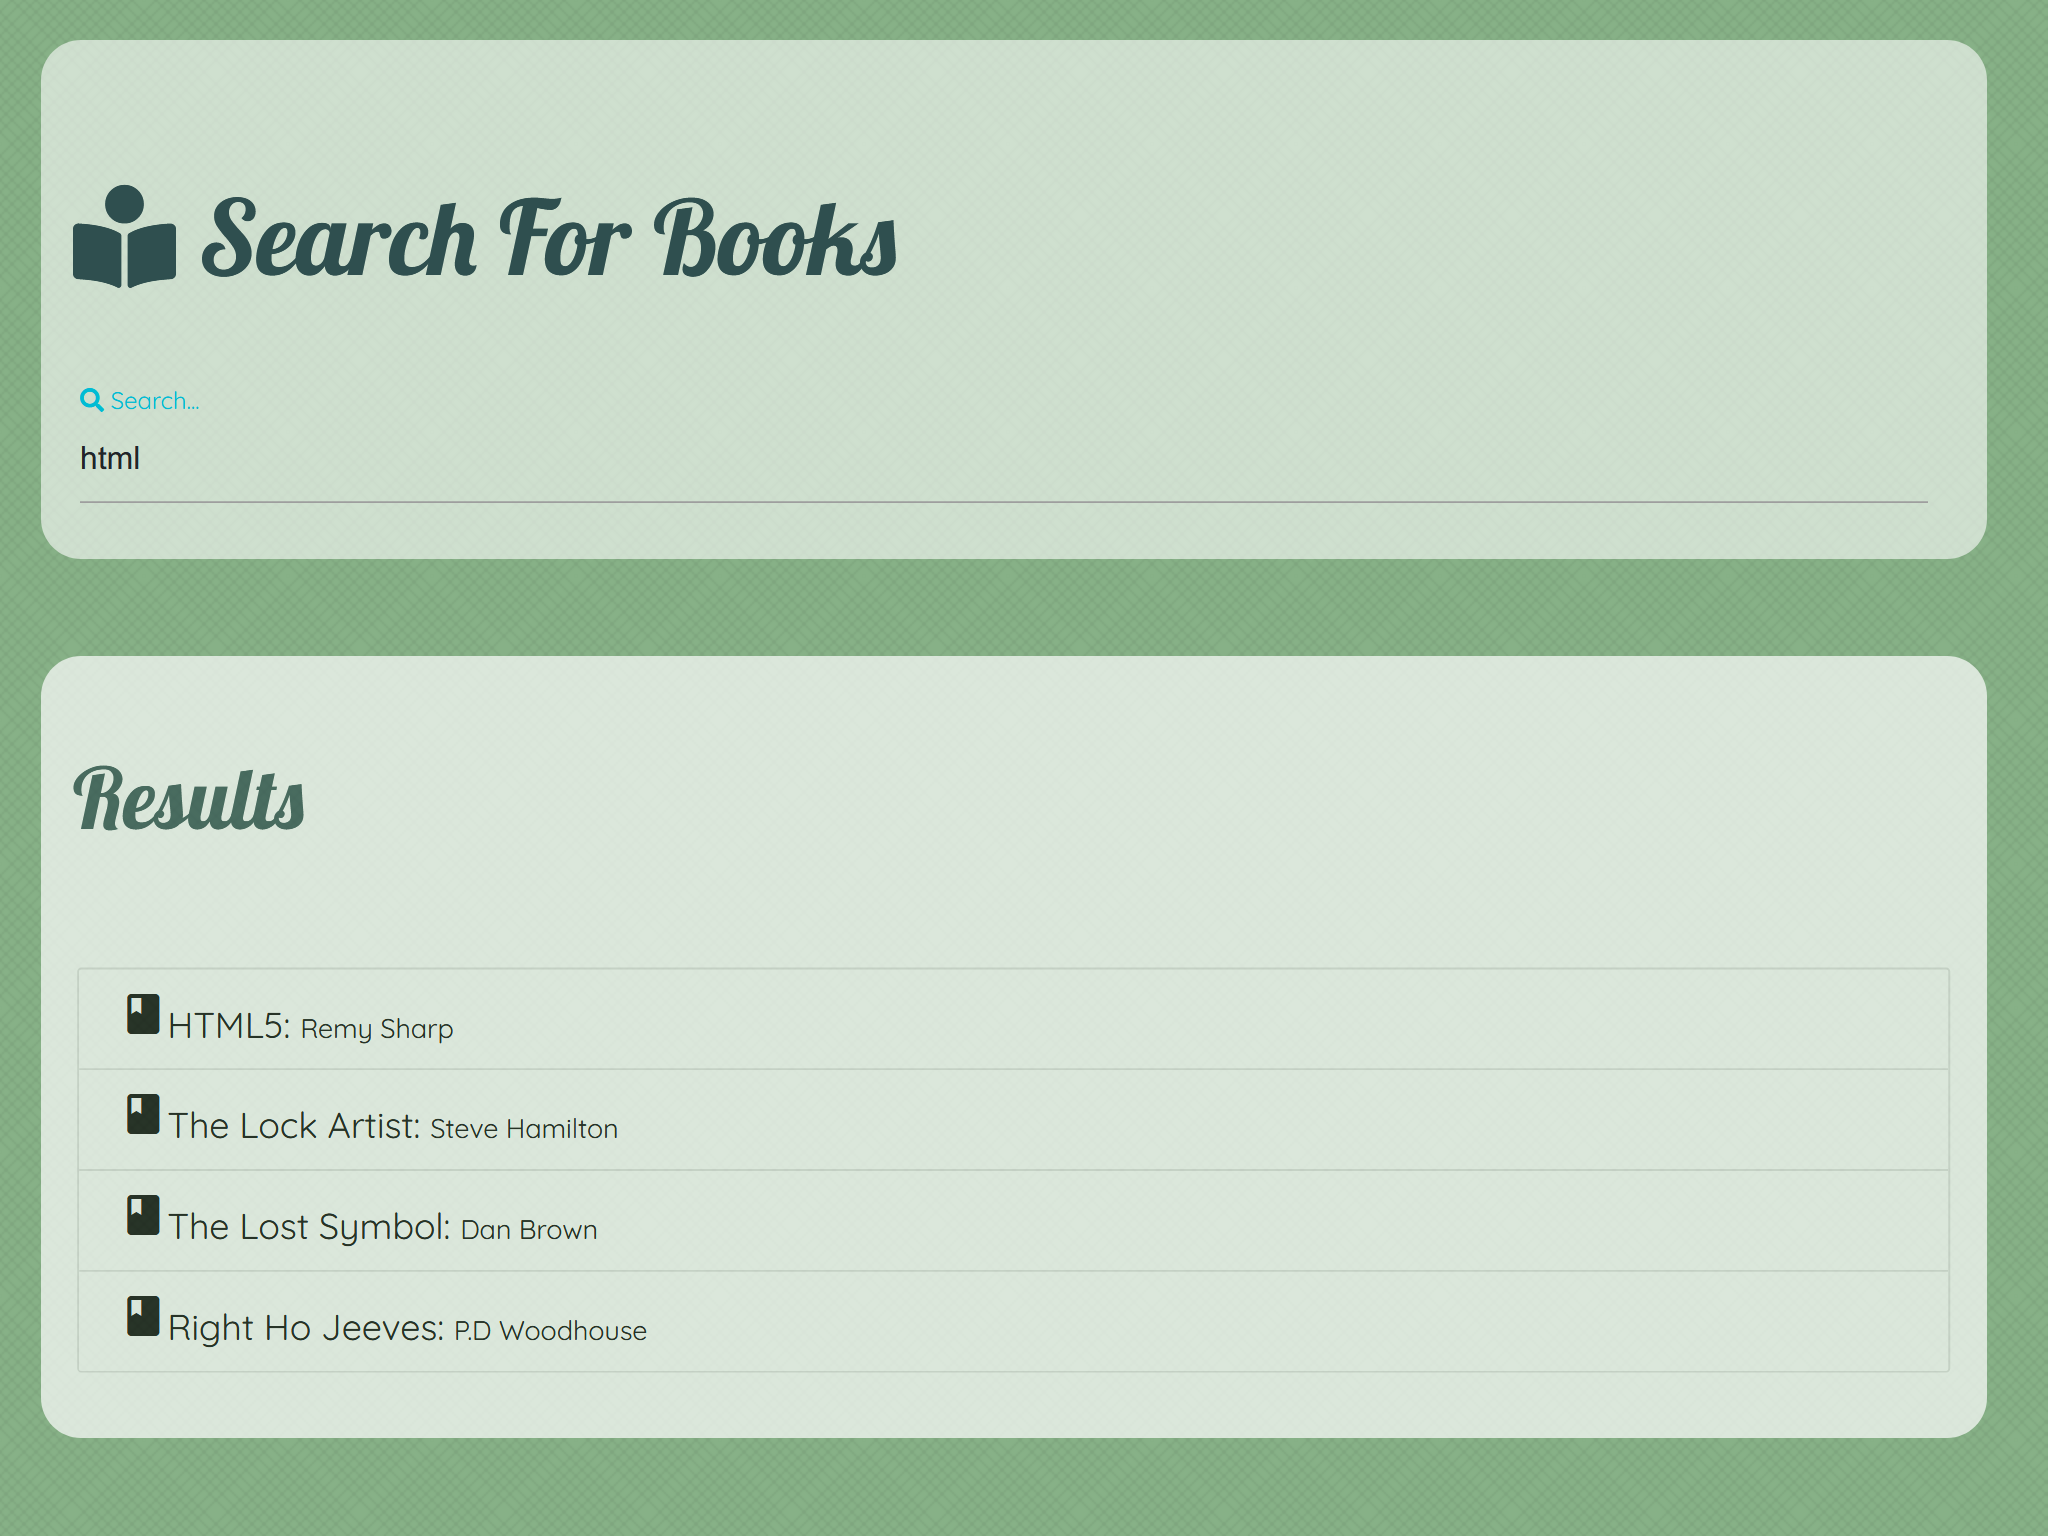 Search For Books
Search...
html
Results
HTML5: Remy Sharp
The Lock Artist: Steve Hamilton
The Lost Symbol: Dan Brown
Right Ho Jeeves: P.D Woodhouse